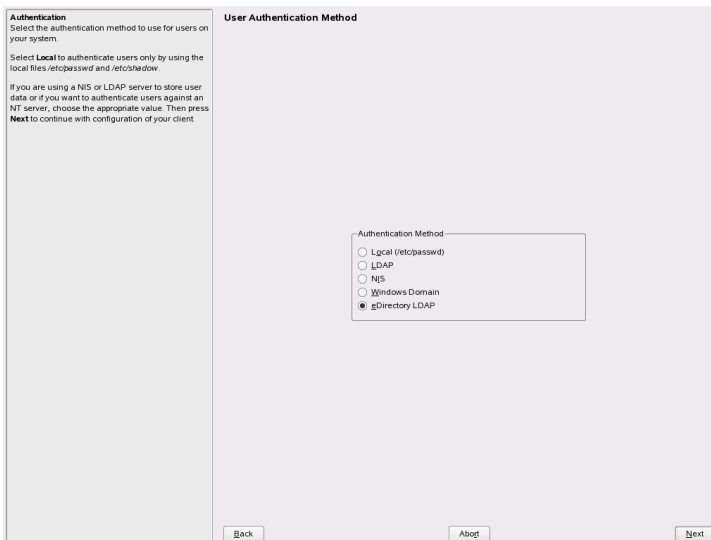 Authentication
Select the authentication method to use for users on
your system.
Select Local to authenticate users only by using the
local files /etc/passwd and /etc/shadow.
If you are using a NIS or LDAP server to store user
data or if you want to authenticate users against an
NT server, choose the appropriate value. Then press
Next to continue with configuration of your client.
User Authentication Method
Authentication Method
Local (/etc/passwd)
LDAP
NIS
Windows Domain
eDirectory LDAP
Back
Abort
Next